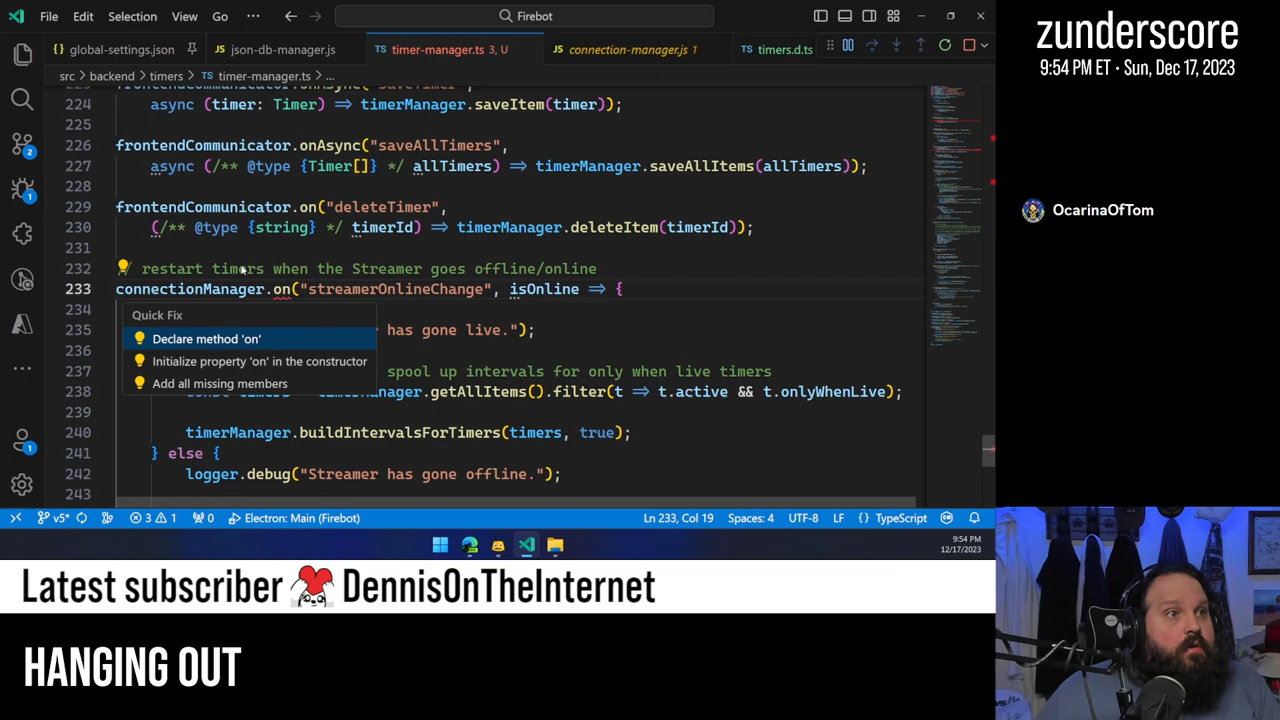 File Edit Selection View Go ··· Firebot
global-settings.json json-db-manager.js timer-manager.ts 3, U connection-manager.js 1 timers.d.ts
src > backend > timers > TS timer-manager.ts > ...
224 async (timer: Timer) => timerManager.saveItem(timer));
225
frontendCommunicator.onAsync("saveAllTimers",
async (/** type {Timer[]} */ allTimers) => timerManager.saveAllItems(allTimers));
228
229 frontendCommunicator.on("deleteTimer",
230 (/** @type {string} */ timerId) => timerManager.deleteItem(timerId));
231
232 restart timers when the Streamer goes offline/online
233 connectionManager.on("streamerOnlineChange", isOnline => {
234
Quick Fix
Declare method 'on'
Initialize property 'on' in the constructor
Add all missing members
235 has gone live.");
236
237 spool up intervals for only when live timers
238 const timers = timerManager.getAllItems().filter(t => t.active && t.onlyWhenLive);
239
240 timerManager.buildIntervalsForTimers(timers, true);
241 } else {
242 logger.debug("Streamer has gone offline.");
243
v5* 3 1 0 Electron: Main (Firebot) Ln 233, Col 19 Spaces: 4 UTF-8 LF {} TypeScript
9:54 PM
12/17/2023
zunderscore
9:54 PM ET · Sun, Dec 17, 2023
OcarinaOfTom
Latest subscriber DennisOnTheInternet
HANGING OUT